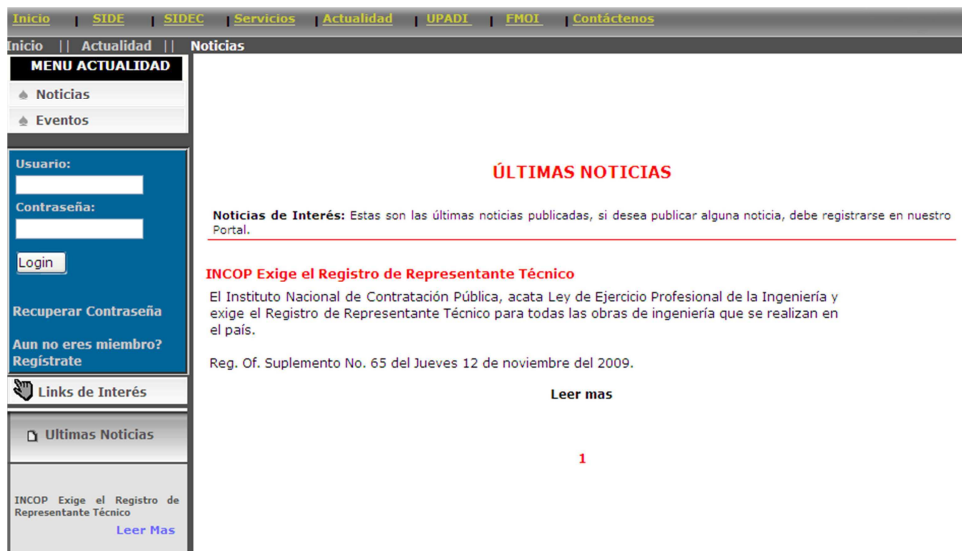 Inicio | SIDE | SIDEC | Servicios | Actualidad | UPADI | FMOI | Contáctenos
Inicio || Actualidad || Noticias
MENU ACTUALIDAD
Noticias
Eventos
Usuario:
Contraseña:
Login
Recuperar Contraseña
Aun no eres miembro?
Regístrate
Links de Interés
Ultimas Noticias
INCOP Exige el Registro de
Representante Técnico
Leer Mas
ÚLTIMAS NOTICIAS
Noticias de Interés: Estas son las últimas noticias publicadas, si desea publicar alguna noticia, debe registrarse en nuestro
Portal.
INCOP Exige el Registro de Representante Técnico
El Instituto Nacional de Contratación Pública, acata Ley de Ejercicio Profesional de la Ingeniería y
exige el Registro de Representante Técnico para todas las obras de ingeniería que se realizan en
el país.
Reg. Of. Suplemento No. 65 del Jueves 12 de noviembre del 2009.
Leer mas
1